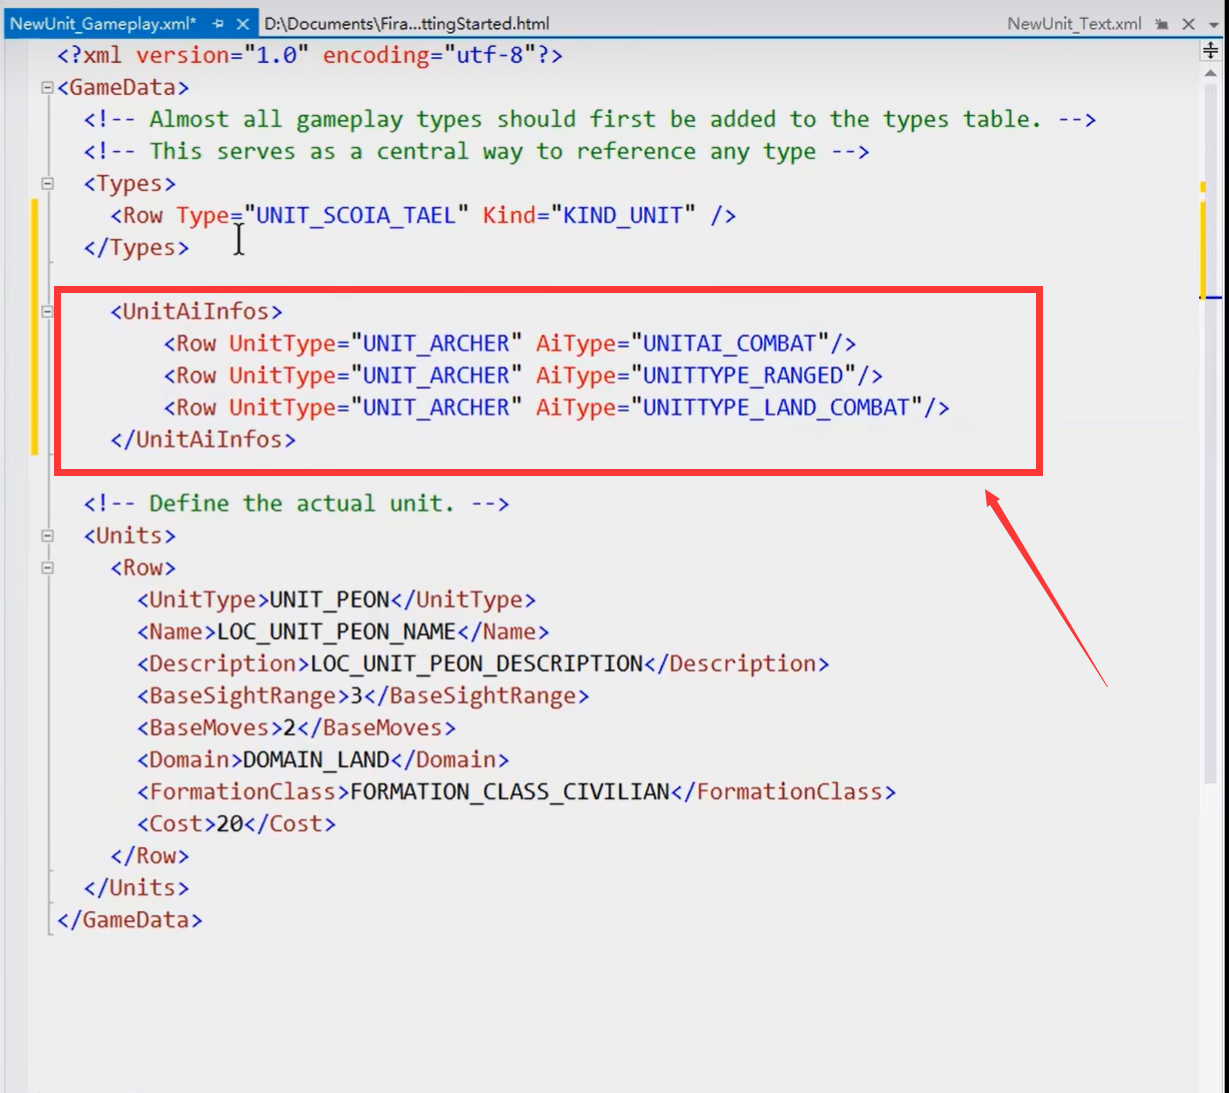 NewUnit_Gameplay.xml*
D:\Documents\Fira...ttingStarted.html
NewUnit_Text.xml
<?xml version="1.0" encoding="utf-8"?>
<GameData>
<!-- Almost all gameplay types should first be added to the types table. -->
<!-- This serves as a central way to reference any type -->
<Types>
<Row Type="UNIT_SCOIA_TAEL" Kind="KIND_UNIT" />
</Types>
<UnitAiInfos>
<Row UnitType="UNIT_ARCHER" AiType="UNITAI_COMBAT"/>
<Row UnitType="UNIT_ARCHER" AiType="UNITTYPE_RANGED"/>
<Row UnitType="UNIT_ARCHER" AiType="UNITTYPE_LAND_COMBAT"/>
</UnitAiInfos>
<!-- Define the actual unit. -->
<Units>
<Row>
<UnitType>UNIT_PEON</UnitType>
<Name>LOC_UNIT_PEON_NAME</Name>
<Description>LOC_UNIT_PEON_DESCRIPTION</Description>
<BaseSightRange>3</BaseSightRange>
<BaseMoves>2</BaseMoves>
<Domain>DOMAIN_LAND</Domain>
<FormationClass>FORMATION_CLASS_CIVILIAN</FormationClass>
<Cost>20</Cost>
</Row>
</Units>
</GameData>